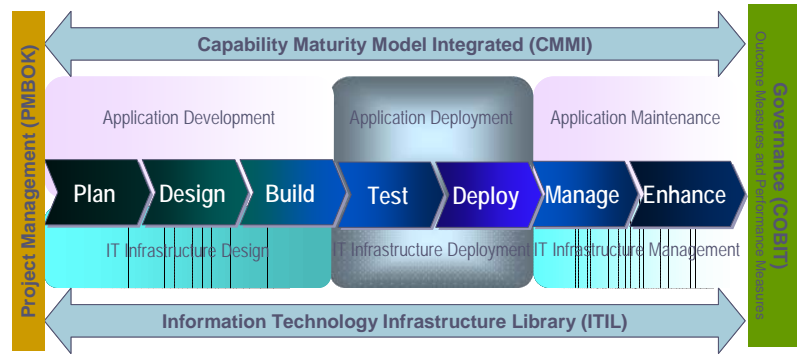 Capability Maturity Model Integrated (CMMI)
Project Management (PMBOK)
Governance (COBIT)
Outcome Measures and Performance Measures
Application Development
Application Deployment
Application Maintenance
Plan
Design
Build
Test
Deploy
Manage
Enhance
IT Infrastructure Design
IT Infrastructure Deployment
IT Infrastructure Management
Information Technology Infrastructure Library (ITIL)